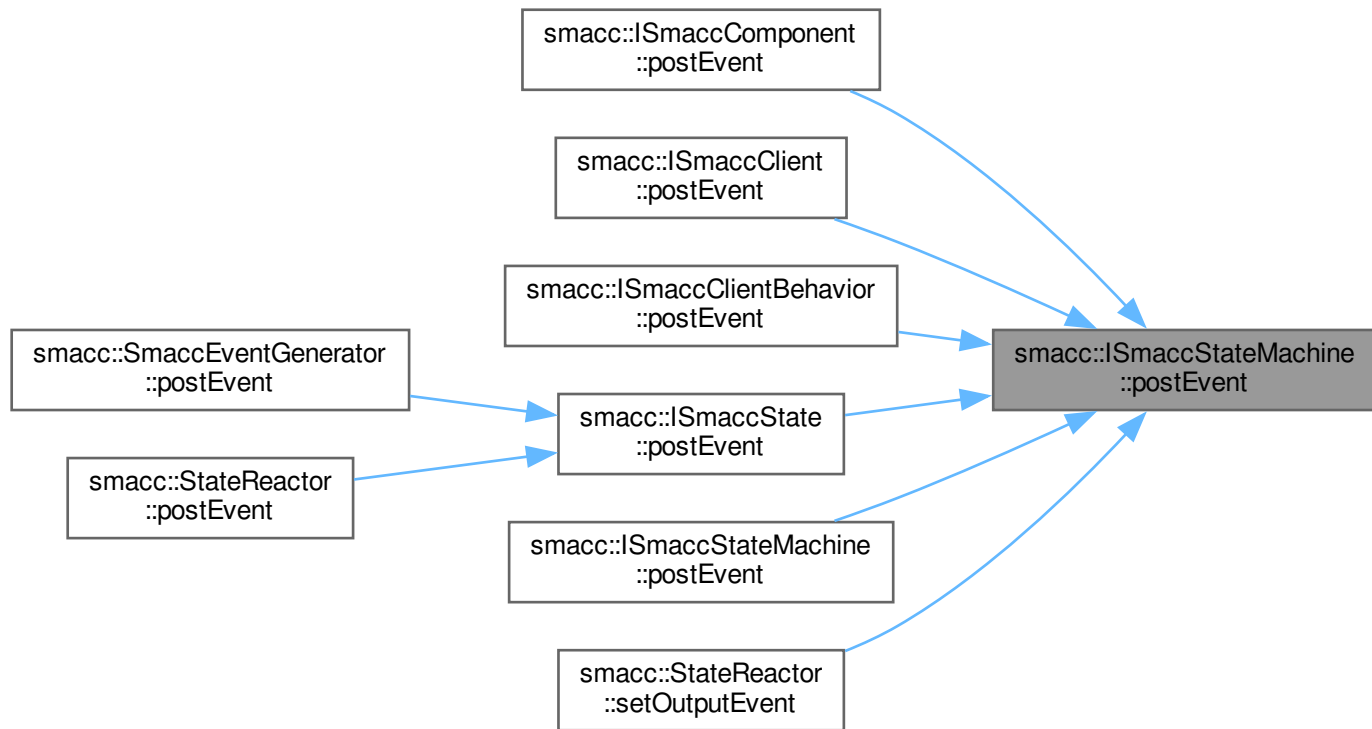 smacc::ISmaccComponent
::postEvent
smacc::ISmaccClient
::postEvent
smacc::ISmaccClientBehavior
::postEvent
smacc::SmaccEventGenerator
::postEvent
smacc::ISmaccStateMachine
::postEvent
smacc::ISmaccState
::postEvent
smacc::StateReactor
::postEvent
smacc::ISmaccStateMachine
::postEvent
smacc::StateReactor
::setOutputEvent